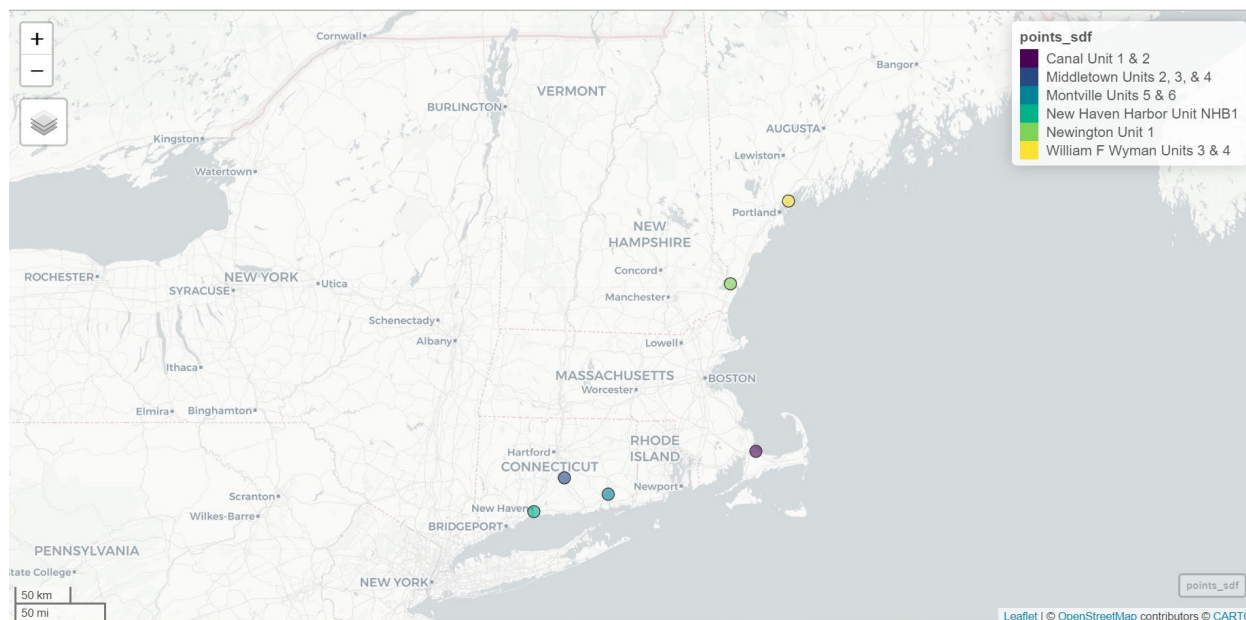 +
−
points_sdf
Canal Unit 1 & 2
Middletown Units 2, 3, & 4
Montville Units 5 & 6
New Haven Harbor Unit NHB1
Newington Unit 1
William F Wyman Units 3 & 4
Cornwall
Bangor
VERMONT
BURLINGTON
AUGUSTA
Kingston
Lewiston
Watertown
Portland
NEW
HAMPSHIRE
Concord
ROCHESTER
NEW YORK
Utica
SYRACUSE
Manchester
Schenectady
Albany
Lowell
Ithaca
MASSACHUSETTS
BOSTON
Worcester
Elmira
Binghamton
RHODE
ISLAND
Hartford
CONNECTICUT
Newport
Scranton
New Haven
Wilkes-Barre
BRIDGEPORT
PENNSYLVANIA
tate College
NEW YORK
50 km
50 mi
points_sdf
Leaflet | © OpenStreetMap contributors © CARTO